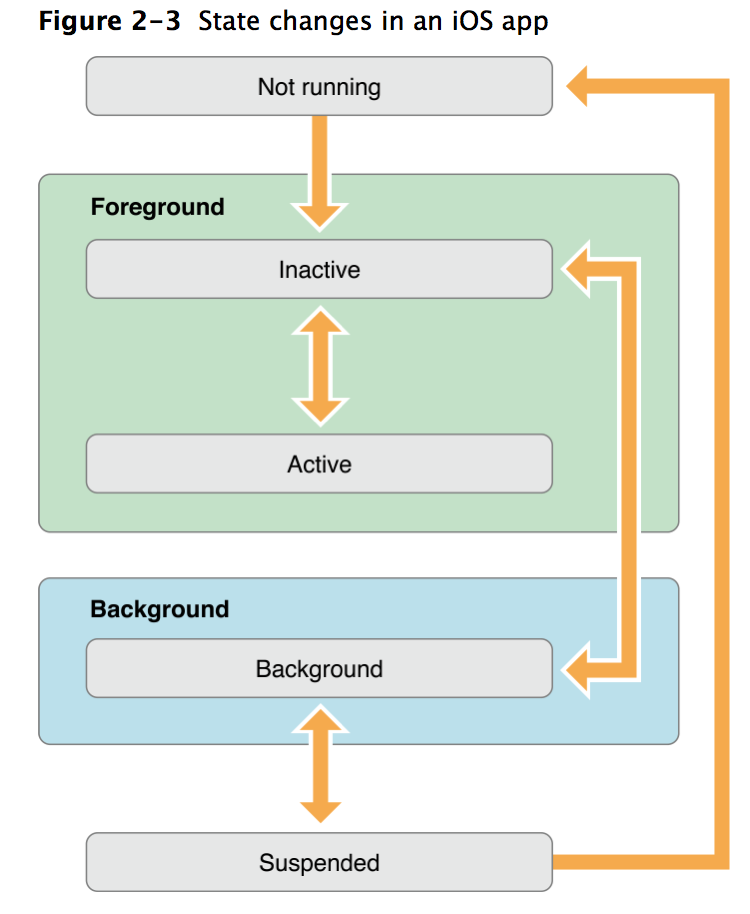 Figure 2-3 State changes in an iOS app
Not running
Foreground
Inactive
Active
Background
Background
Suspended